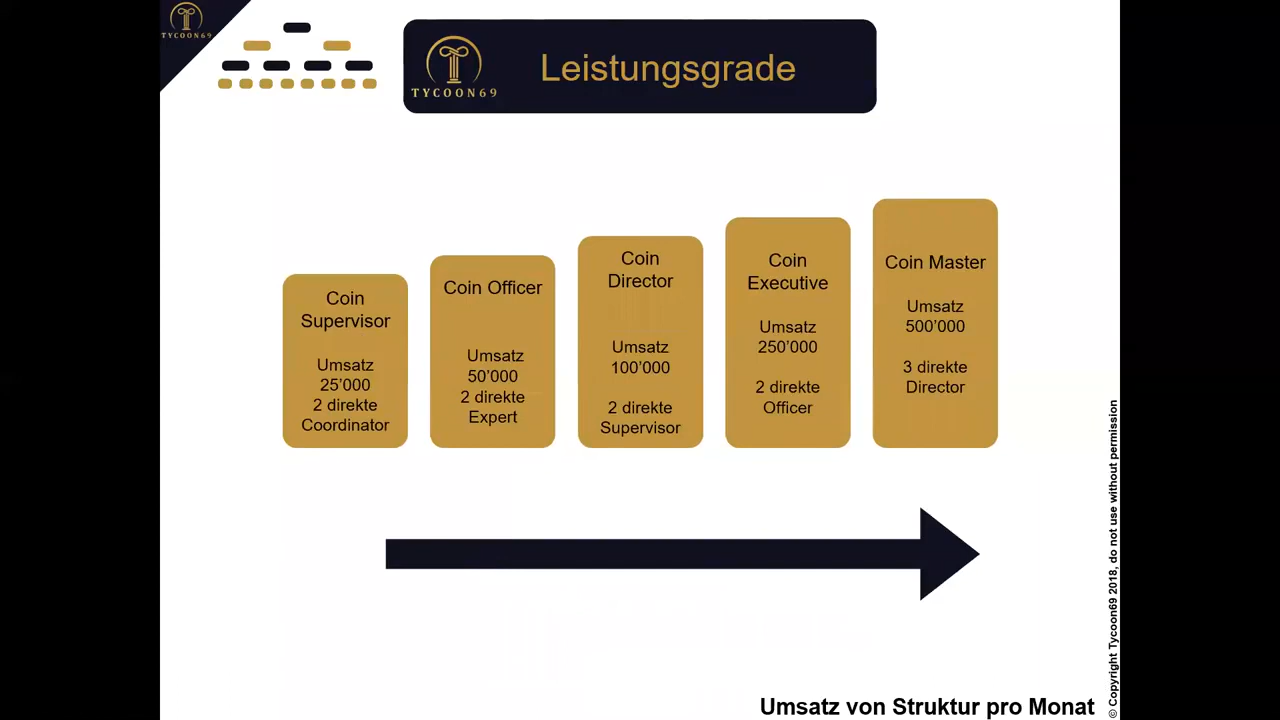 TYCOON69
TYCOON69
Leistungsgrade
Coin
Supervisor
Umsatz
25'000
2 direkte
Coordinator
Coin Officer
Umsatz
50'000
2 direkte
Expert
Coin
Director
Umsatz
100'000
2 direkte
Supervisor
Coin
Executive
Umsatz
250'000
2 direkte
Officer
Coin Master
Umsatz
500'000
3 direkte
Director
Umsatz von Struktur pro Monat
© Copyright Tycoon69 2018, do not use without permission